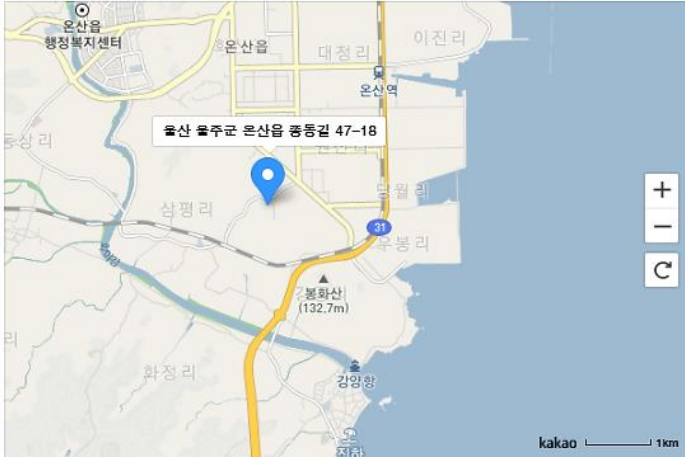 온산읍
행정복지센터
온산읍
대정리
이진리
온산역
울산 울주군 온산읍 종동길 47-18
삼평리
당월리
31
우봉리
봉화산
(132.7m)
화정리
강양항
진하
kakao
1km
+
−